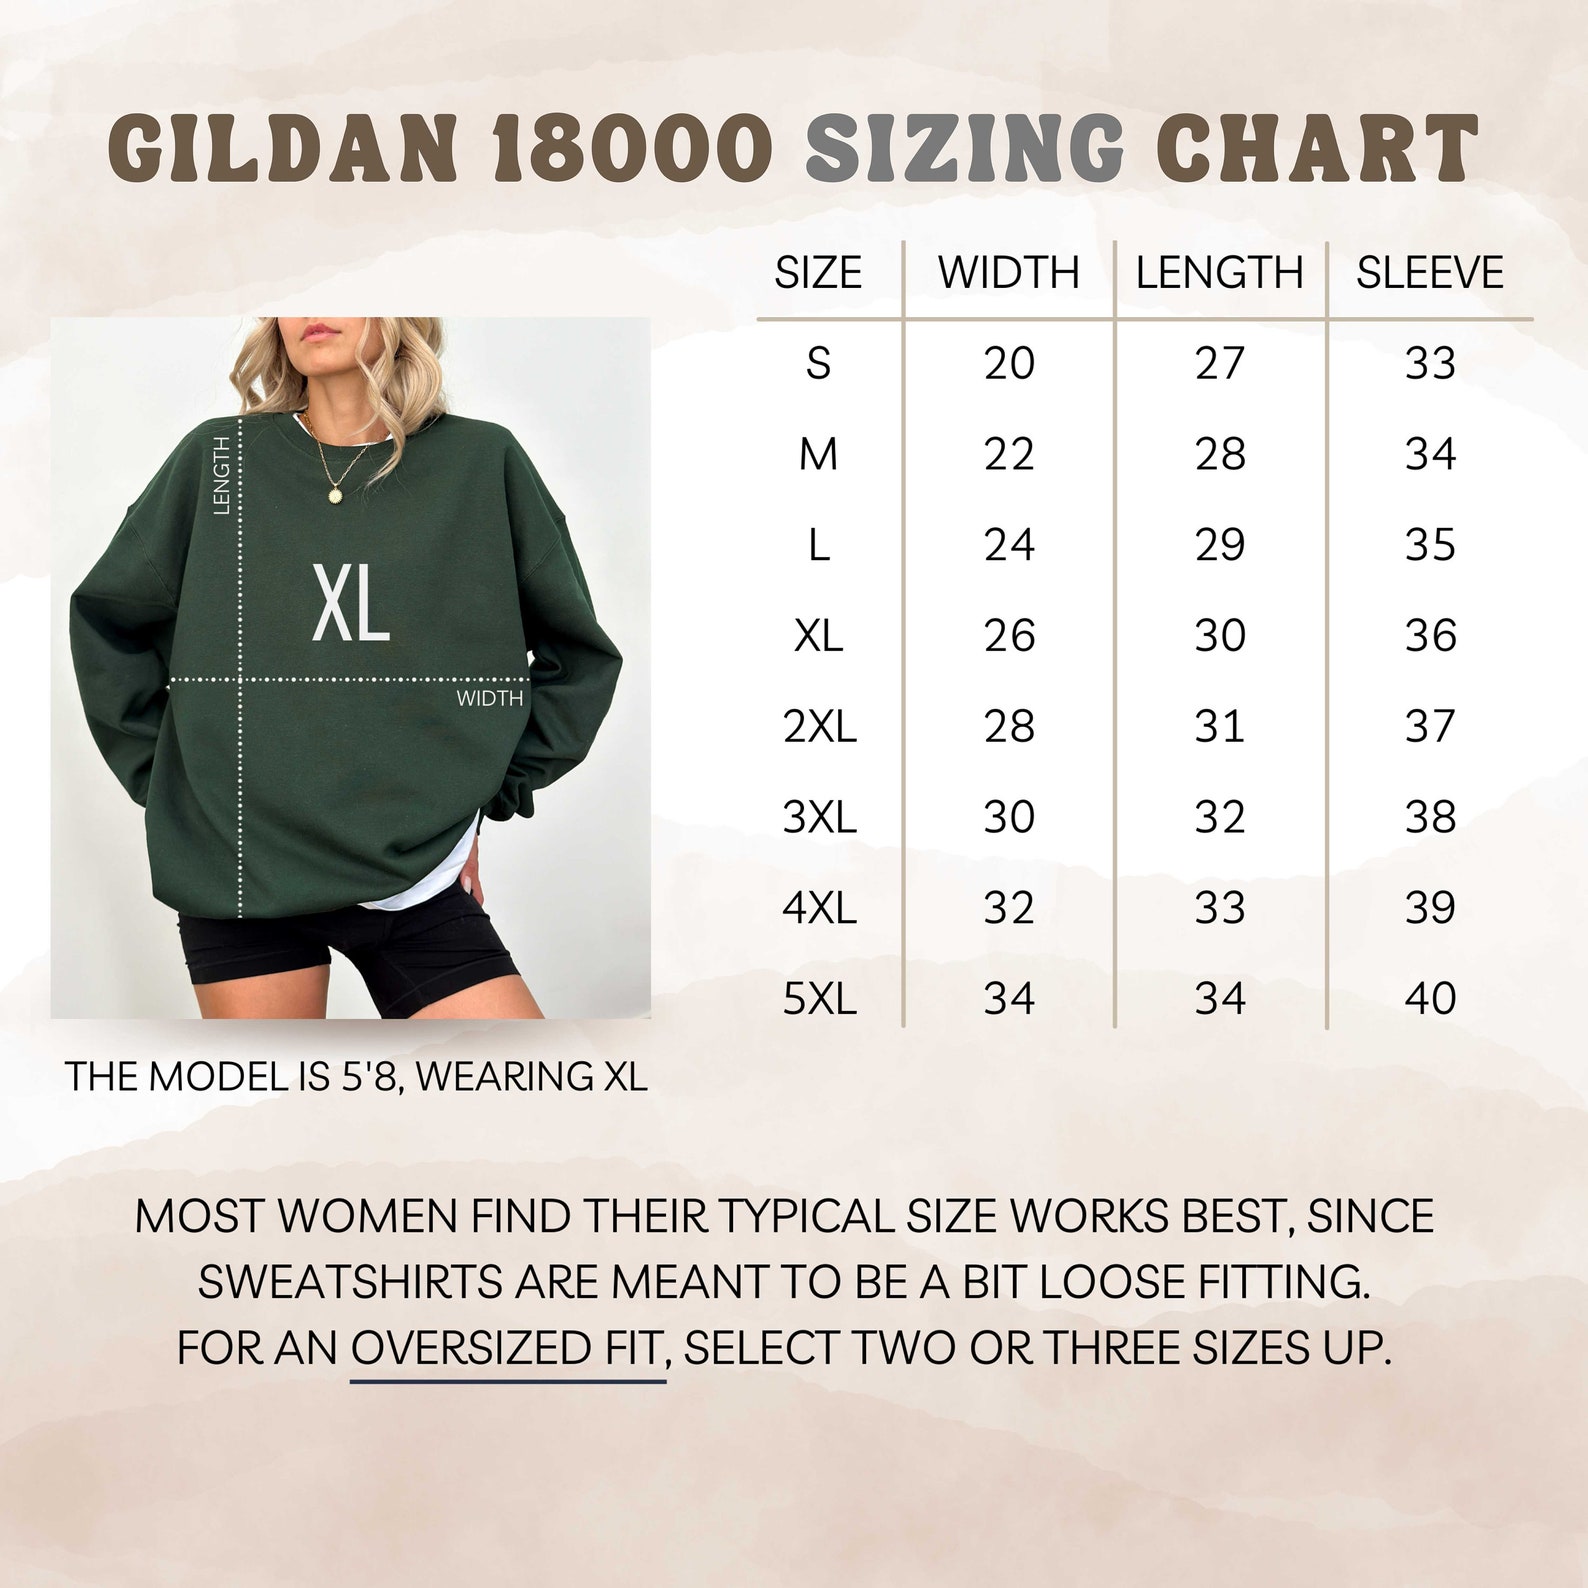 GILDAN 18000 SIZING CHART
SIZE WIDTH LENGTH SLEEVE
S 20 27 33
M 22 28 34
L 24 29 35
XL 26 30 36
2XL 28 31 37
3XL 30 32 38
4XL 32 33 39
5XL 34 34 40
LENGTH
XL
WIDTH
THE MODEL IS 5'8, WEARING XL
MOST WOMEN FIND THEIR TYPICAL SIZE WORKS BEST, SINCE
SWEATSHIRTS ARE MEANT TO BE A BIT LOOSE FITTING.
FOR AN OVERSIZED FIT, SELECT TWO OR THREE SIZES UP.